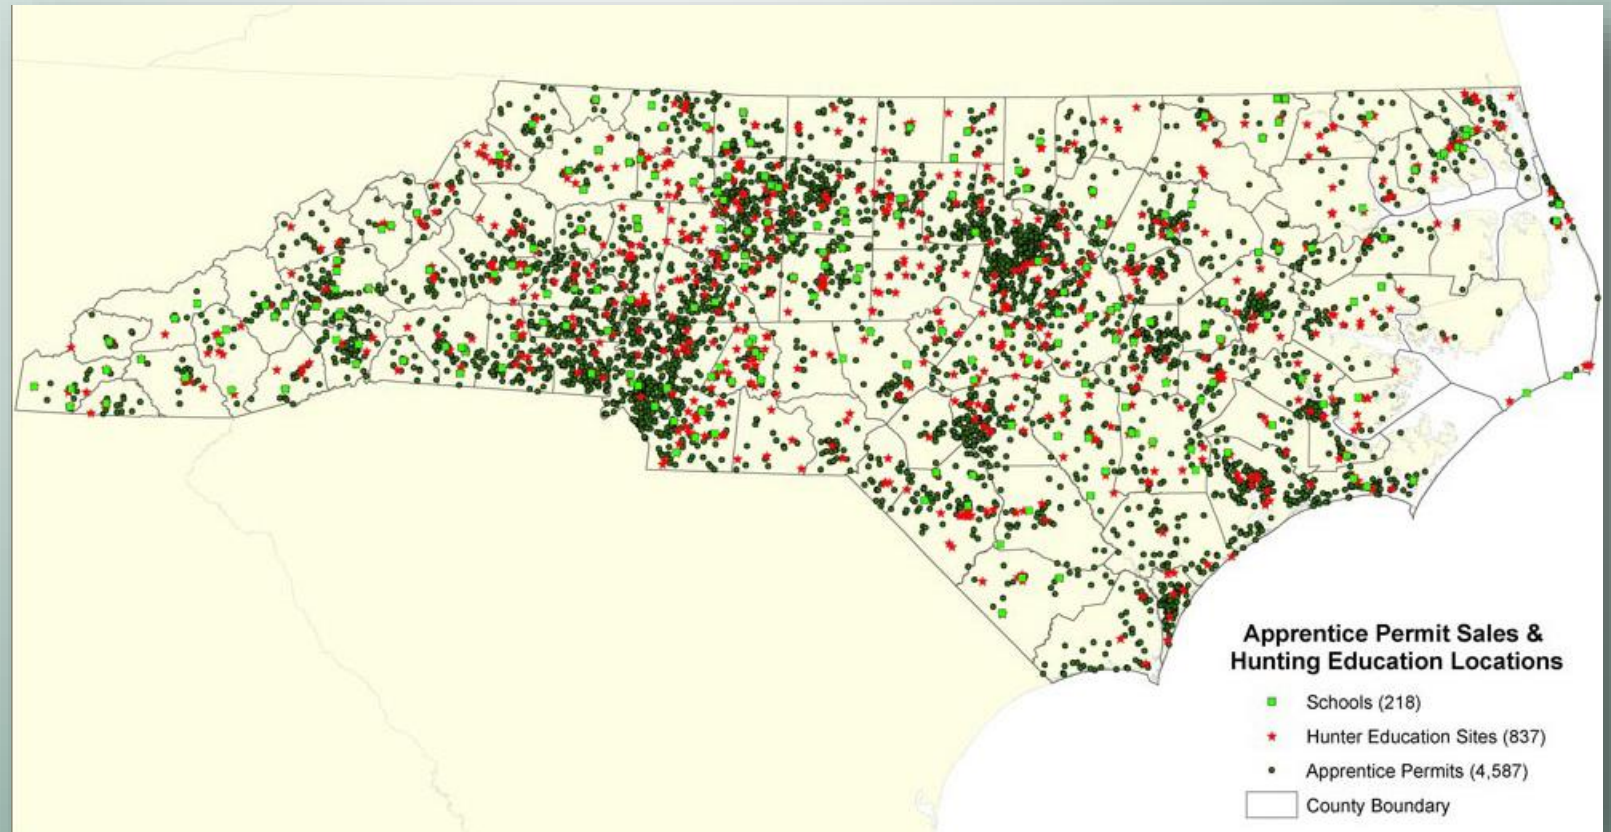 Apprentice Permit Sales &
Hunting Education Locations
Schools (218)
Hunter Education Sites (837)
Apprentice Permits (4,587)
County Boundary